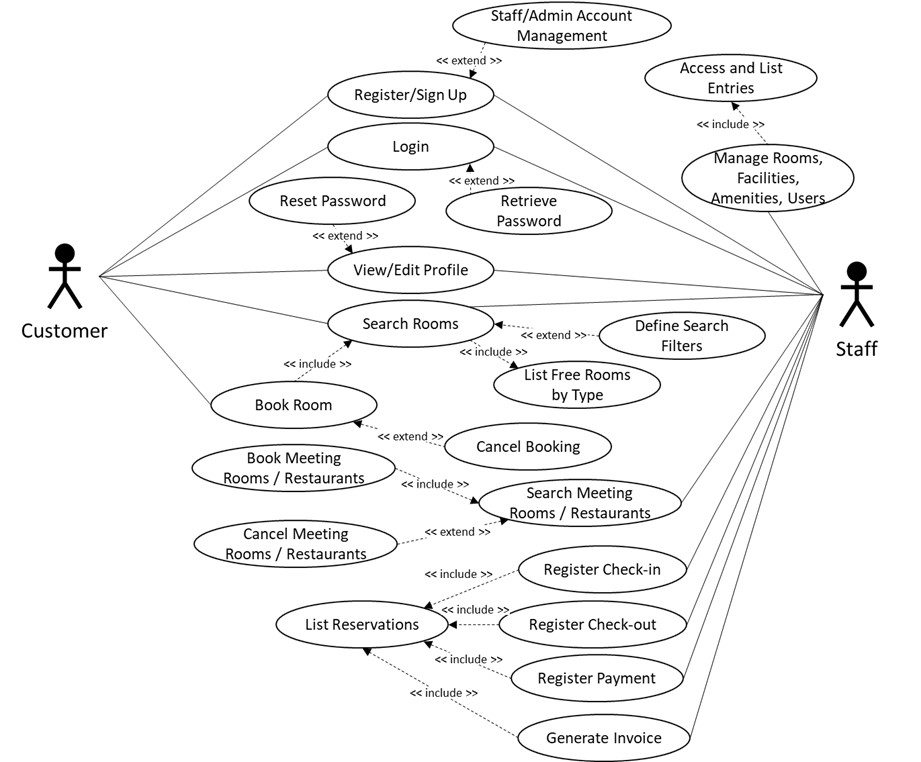 Staff/Admin Account
Management
<< extend >>
Access and List
Entries
Register/Sign Up
<< include >>
Login
Manage Rooms,
Facilities,
Amenities, Users
<< extend >>
Reset Password
Retrieve
Password
<< extend >>
View/Edit Profile
Customer
Staff
Search Rooms
Define Search
Filters
<< extend >>
<< include >>
<< include >>
List Free Rooms
by Type
Book Room
<< extend >>
Cancel Booking
Book Meeting
Rooms / Restaurants
<< include >>
Search Meeting
Rooms / Restaurants
Cancel Meeting
Rooms / Restaurants
<< extend >>
Register Check-in
<< include >>
<< include >>
List Reservations
Register Check-out
<< include >>
Register Payment
<< include >>
Generate Invoice